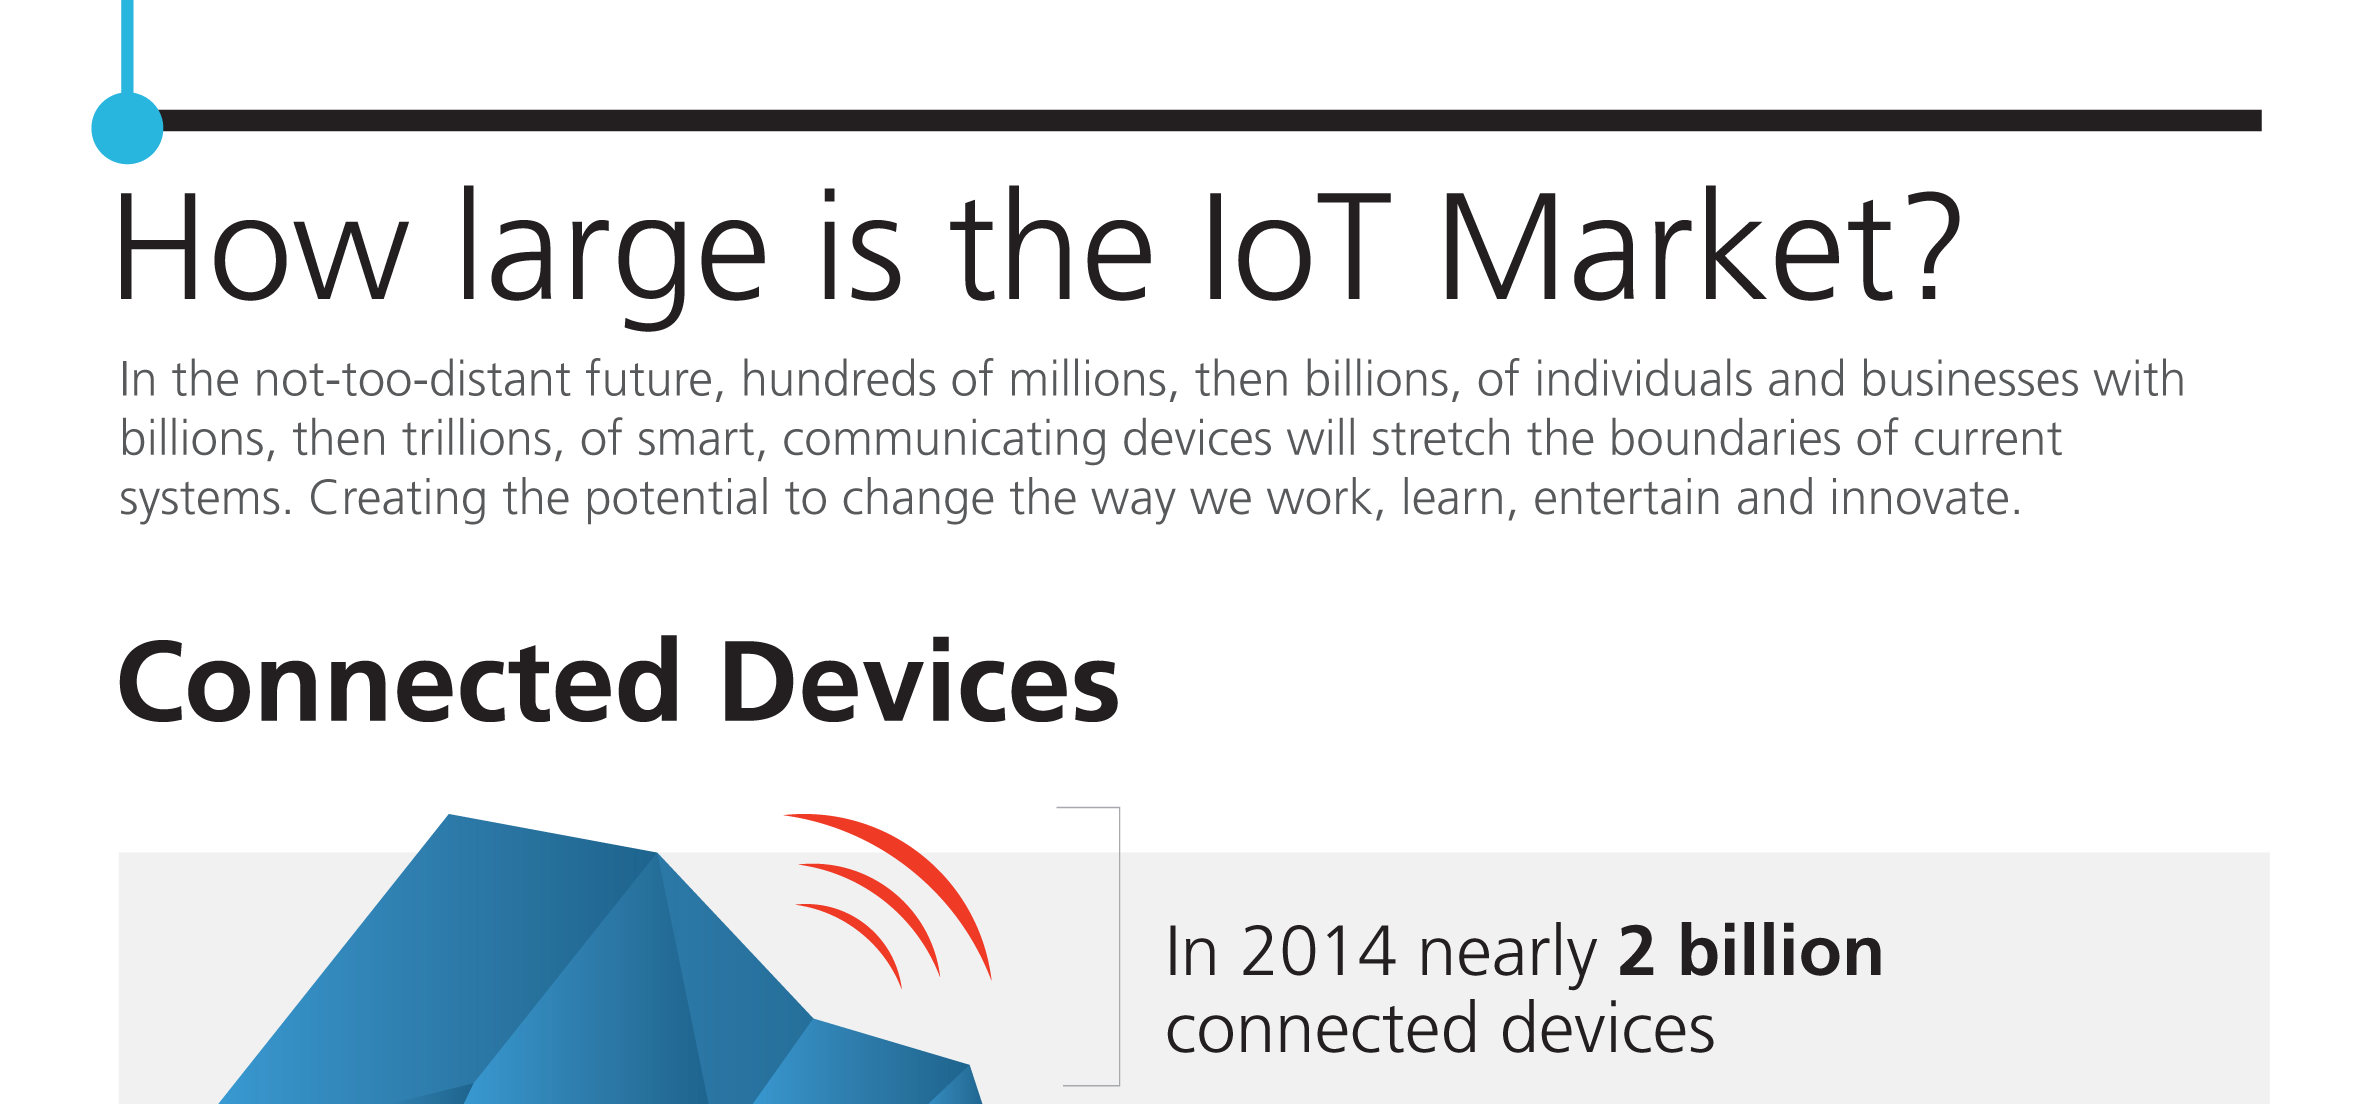 How large is the IoT Market?
In the not-too-distant future, hundreds of millions, then billions, of individuals and businesses with
billions, then trillions, of smart, communicating devices will stretch the boundaries of current
systems. Creating the potential to change the way we work, learn, entertain and innovate.
Connected Devices
In 2014 nearly 2 billion
connected devices